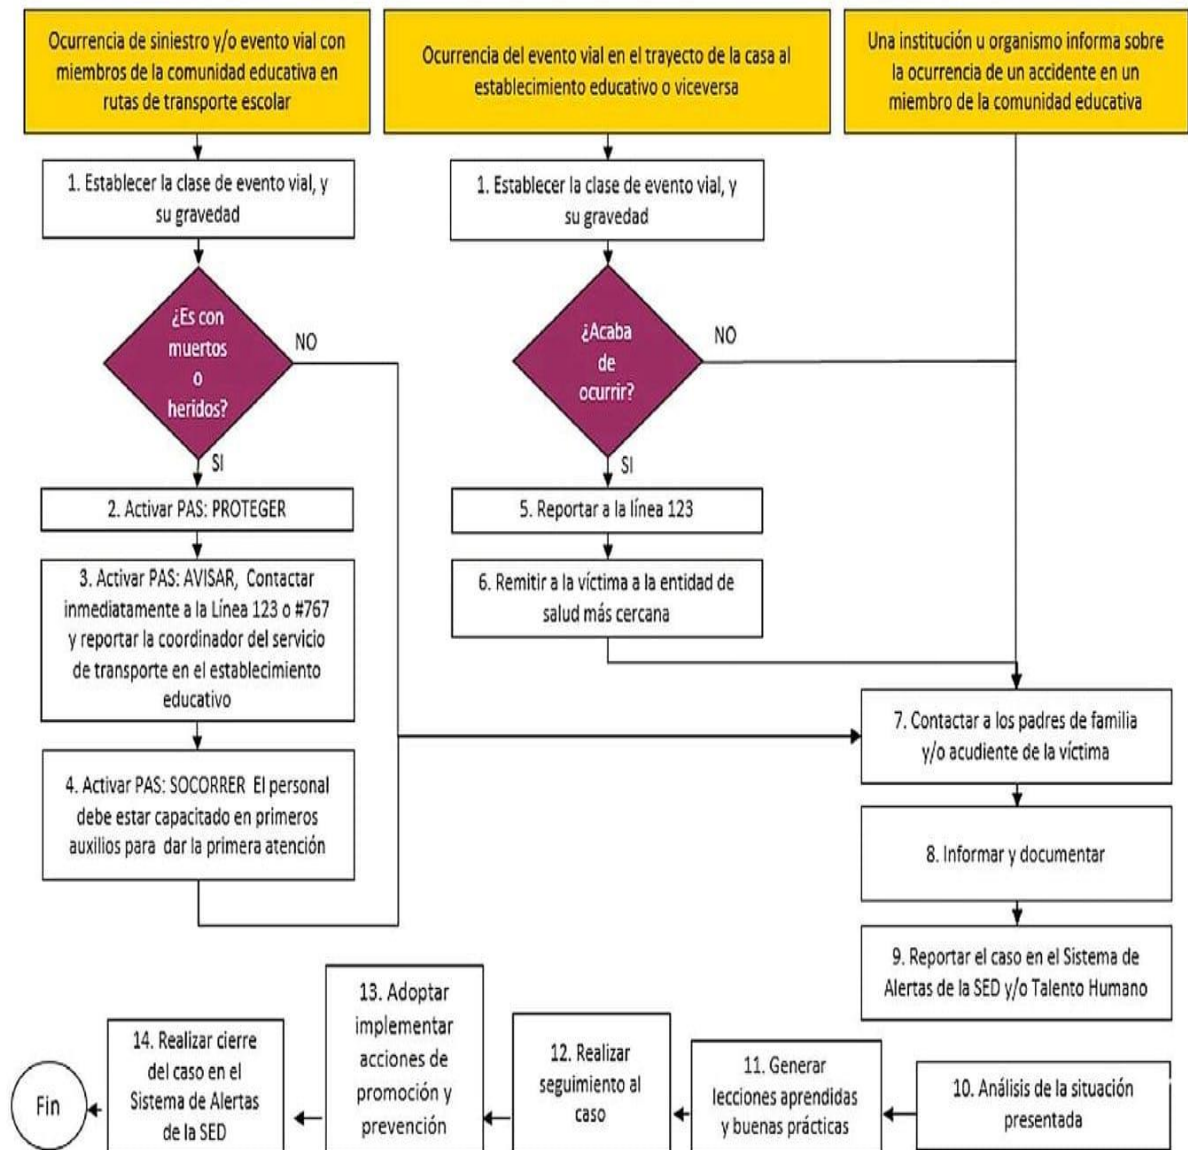 Ocurrencia de siniestro y/o evento vial con
miembros de la comunidad educativa en
rutas de transporte escolar
Ocurrencia del evento vial en el trayecto de la casa al
establecimiento educativo o viceversa
Una institución u organismo informa sobre
la ocurrencia de un accidente en un
miembro de la comunidad educativa
1. Establecer la clase de evento vial, y
su gravedad
1. Establecer la clase de evento vial, y
su gravedad
¿Es con
muertos
o
heridos?
NO
SI
¿Acaba
de
ocurrir?
NO
SI
2. Activar PAS: PROTEGER
3. Activar PAS: AVISAR, Contactar
inmediatamente a la Línea 123 o #767
y reportar la coordinador del servicio
de transporte en el establecimiento
educativo
4. Activar PAS: SOCORRER El personal
debe estar capacitado en primeros
auxilios para dar la primera atención
5. Reportar a la línea 123
6. Remitir a la víctima a la entidad de
salud más cercana
7. Contactar a los padres de familia
y/o acudiente de la víctima
8. Informar y documentar
9. Reportar el caso en el Sistema de
Alertas de la SED y/o Talento Humano
10. Análisis de la situación
presentada
11. Generar
lecciones aprendidas
y buenas prácticas
12. Realizar
seguimiento al
caso
13. Adoptar
implementar
acciones de
promoción y
prevención
14. Realizar cierre
del caso en el
Sistema de Alertas
de la SED
Fin